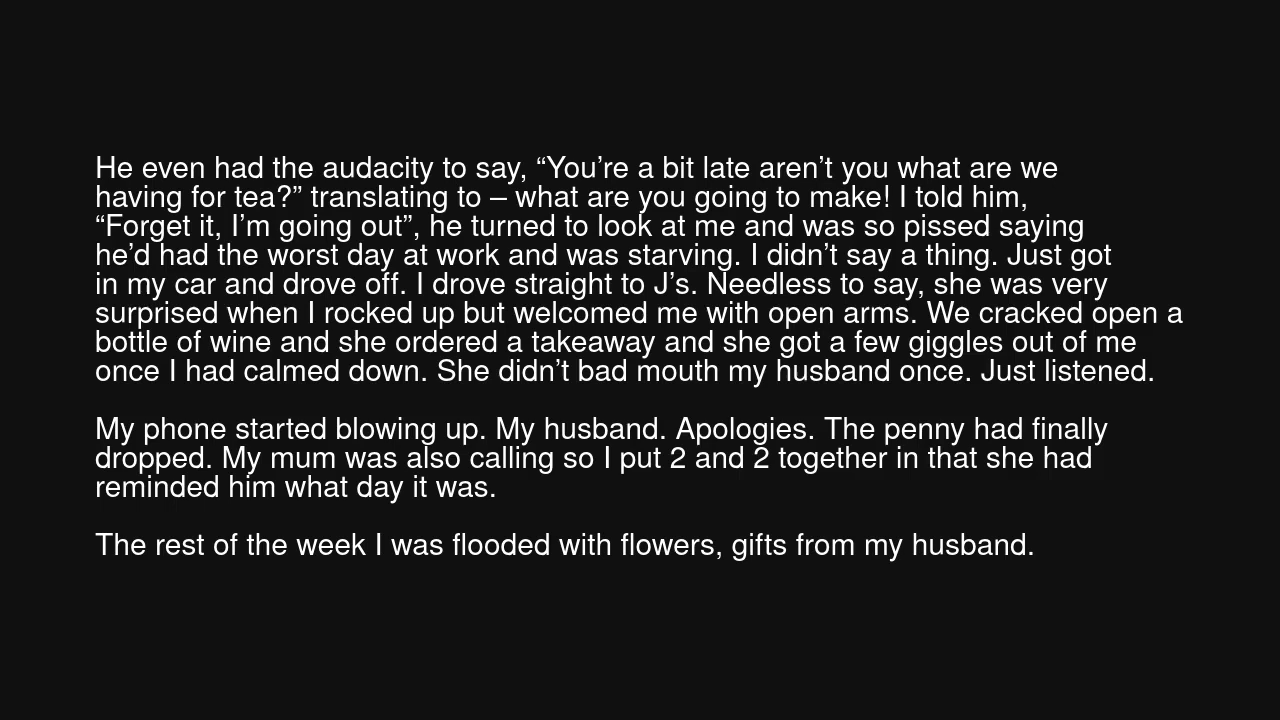 He even had the audacity to say, “You’re a bit late aren’t you what are we
having for tea?” translating to – what are you going to make! I told him,
“Forget it, I’m going out”, he turned to look at me and was so pissed saying
he’d had the worst day at work and was starving. I didn’t say a thing. Just got
in my car and drove off. I drove straight to J’s. Needless to say, she was very
surprised when I rocked up but welcomed me with open arms. We cracked open a
bottle of wine and she ordered a takeaway and she got a few giggles out of me
once I had calmed down. She didn’t bad mouth my husband once. Just listened.
My phone started blowing up. My husband. Apologies. The penny had finally
dropped. My mum was also calling so I put 2 and 2 together in that she had
reminded him what day it was.
The rest of the week I was flooded with flowers, gifts from my husband.